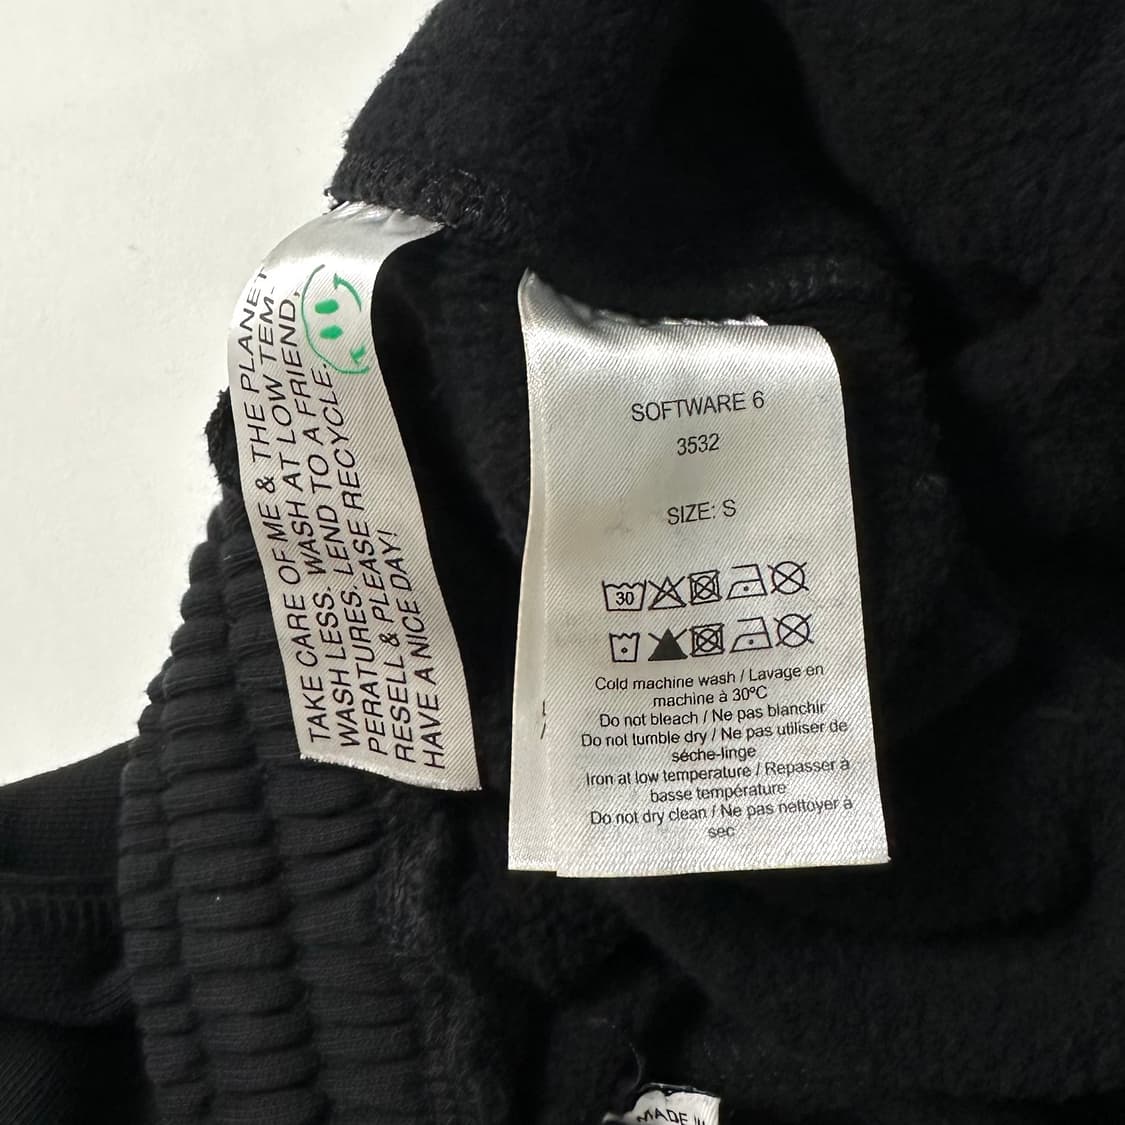 TAKE CARE OF ME & THE PLANET
WASH LESS. WASH AT LOW TEM-
PERATURES. LEND TO A FRIEND,
RESELL & PLEASE RECYCLE.
HAVE A NICE DAY!
SOFTWARE 6
3532
SIZE: S
30
Cold machine wash / Lavage en
machine à 30ºC
Do not bleach / Ne pas blanchir
Do not tumble dry / Ne pas utiliser de
séche-linge
Iron at low temperature / Repasser à
basse température
Do not dry clean / Ne pas nettoyer à
sec
MADE